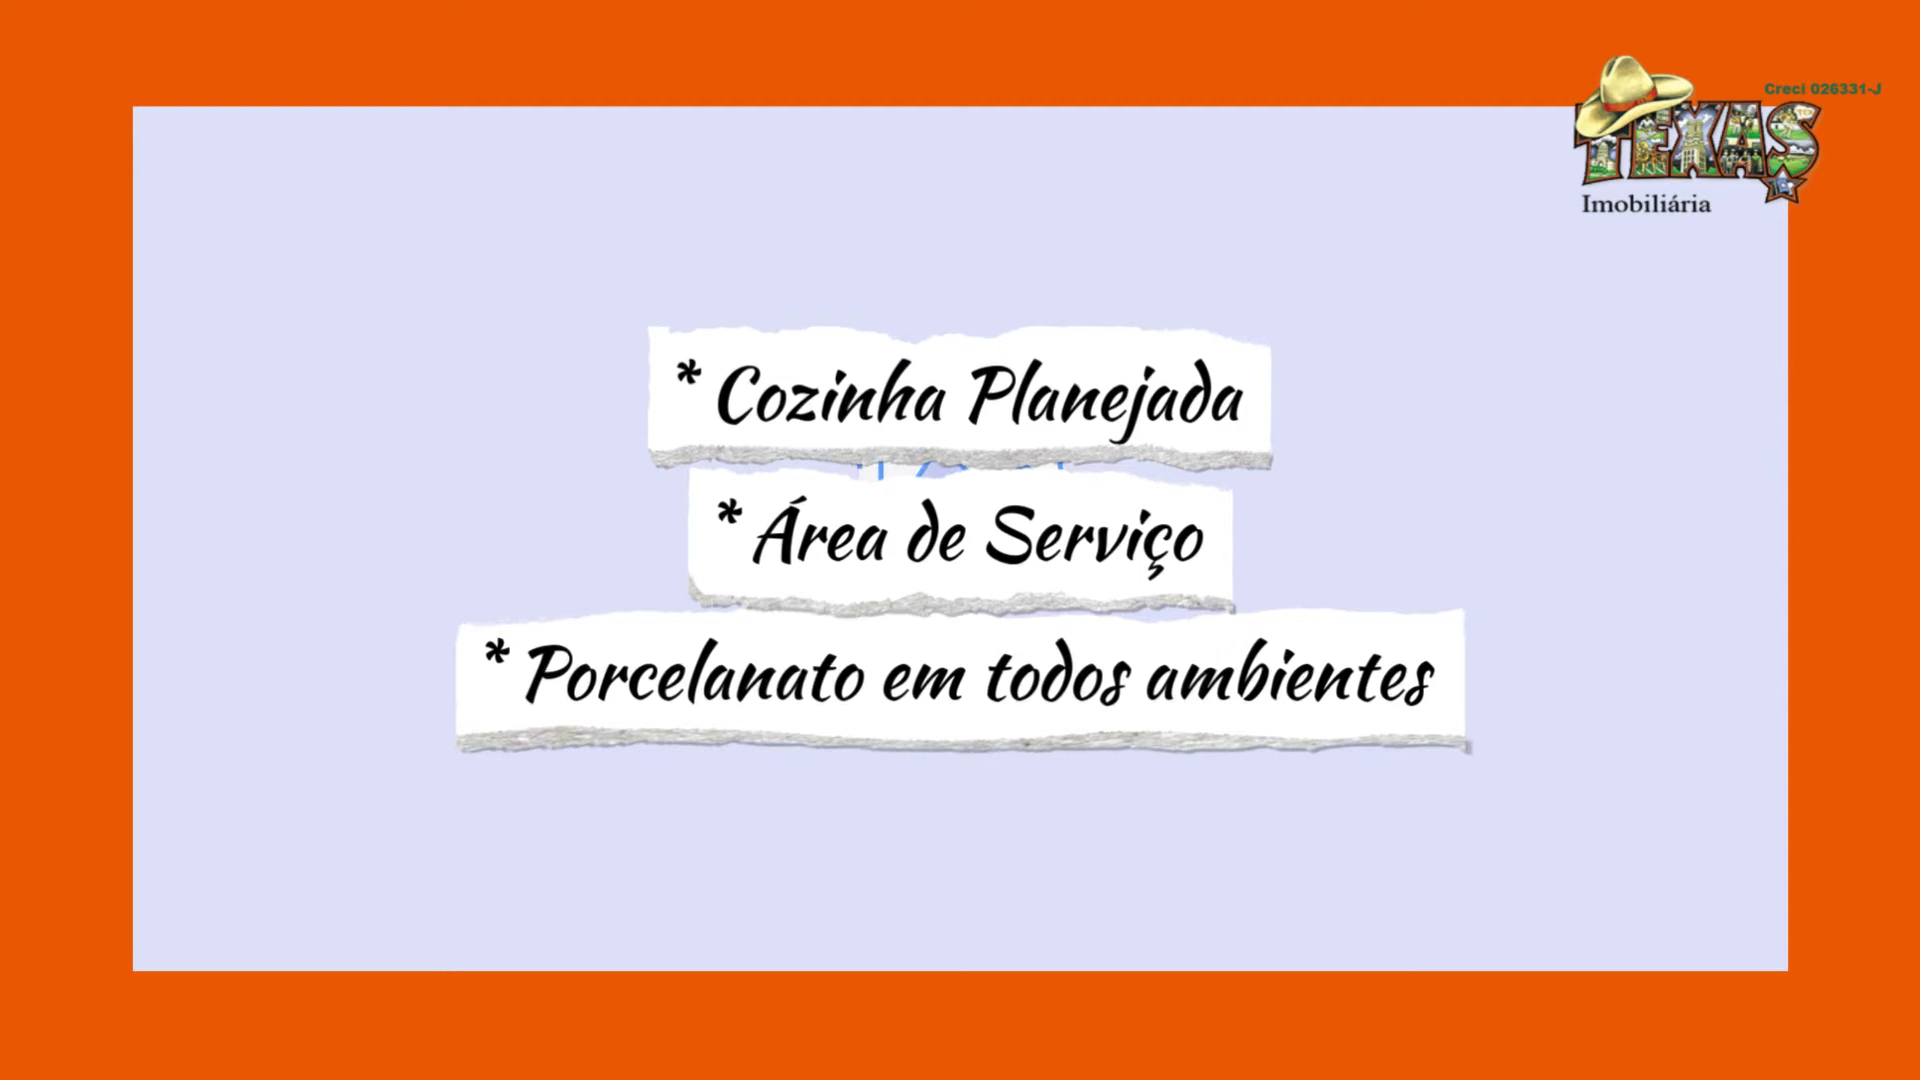 Creci 026331-J
TEXAS
Imobiliária
* Cozinha Planejada
* Área de Serviço
* Porcelanato em todos ambientes